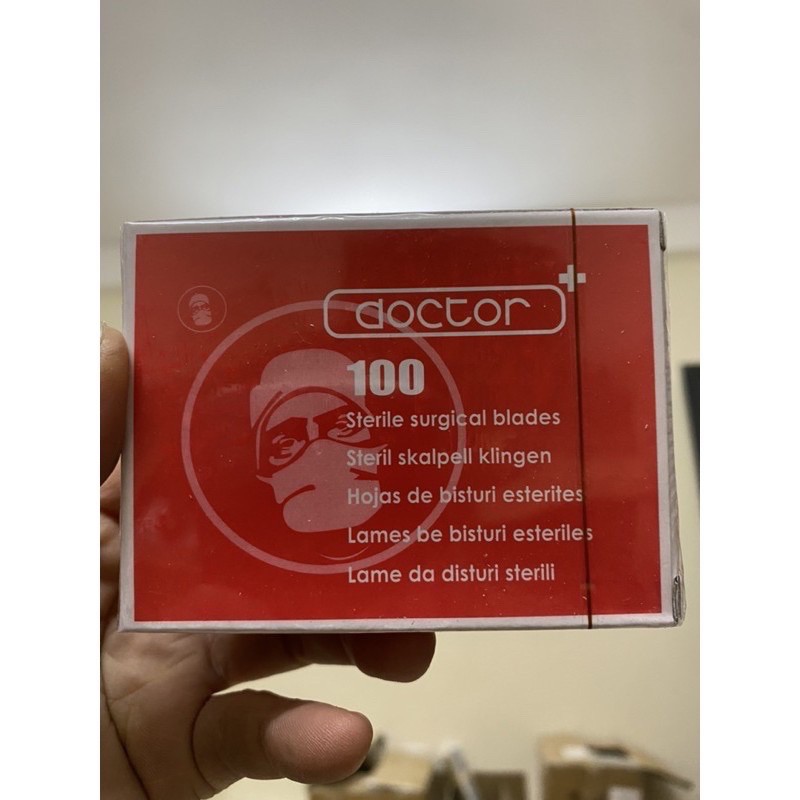 doctor
100
Sterile surgical blades
Steril skalpell klingen
Hojas de bisturi esterites
Lames be bisturi esteriles
Lame da disturi sterili